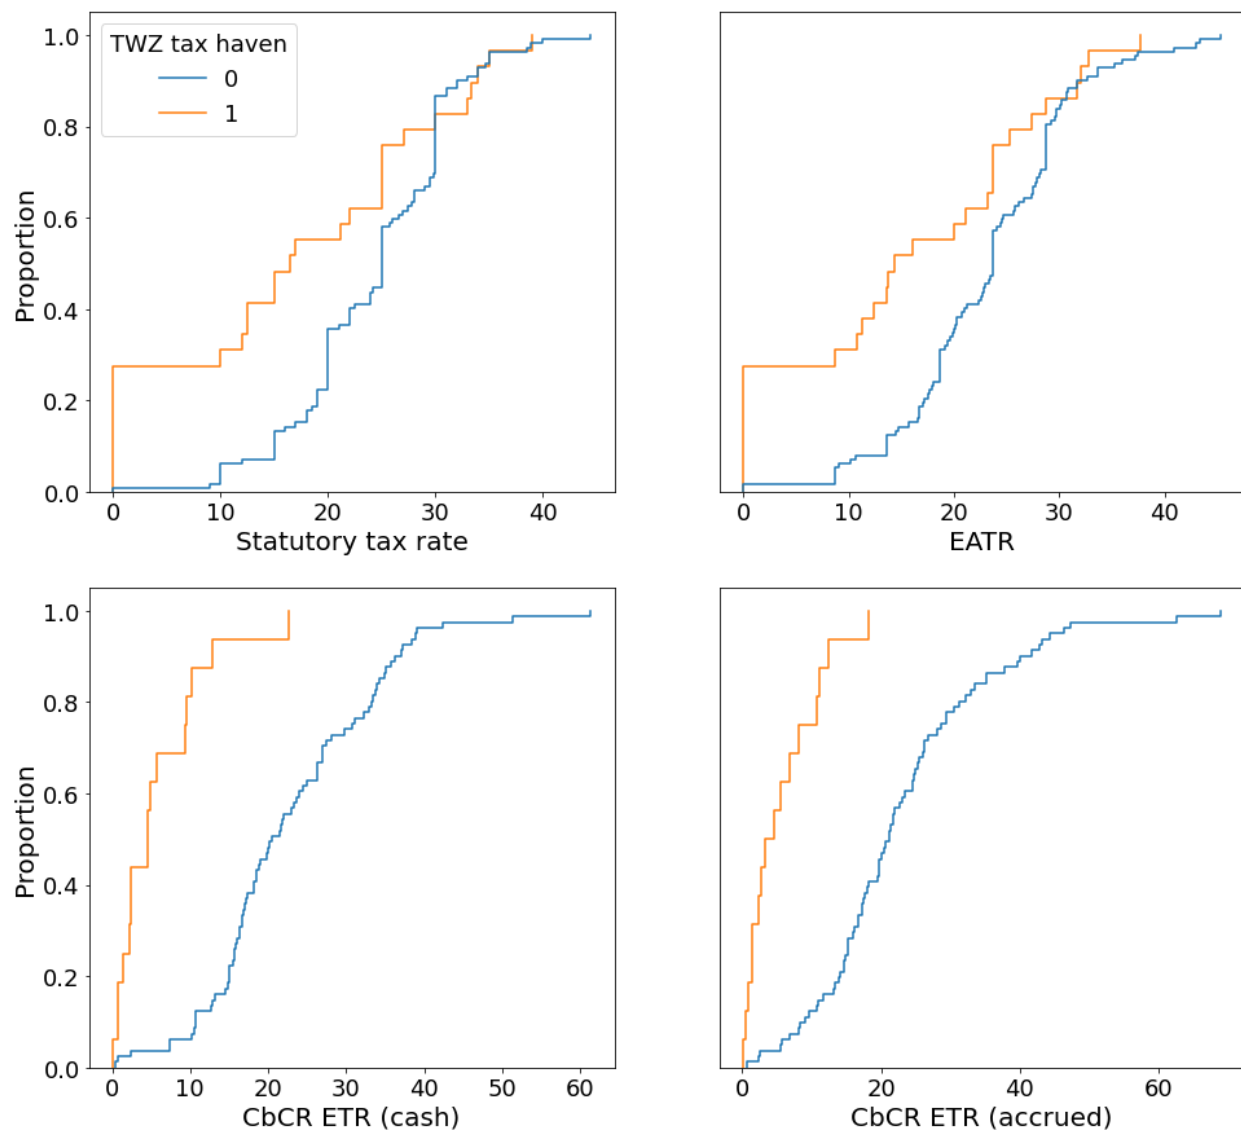 TWZ tax haven
0
1
1.0
0.8
0.6
0.4
0.2
0.0
Proportion
0 10 20 30 40
Statutory tax rate
0 10 20 30 40
EATR
1.0
0.8
0.6
0.4
0.2
0.0
Proportion
0 10 20 30 40 50 60
CbCR ETR (cash)
0 20 40 60
CbCR ETR (accrued)